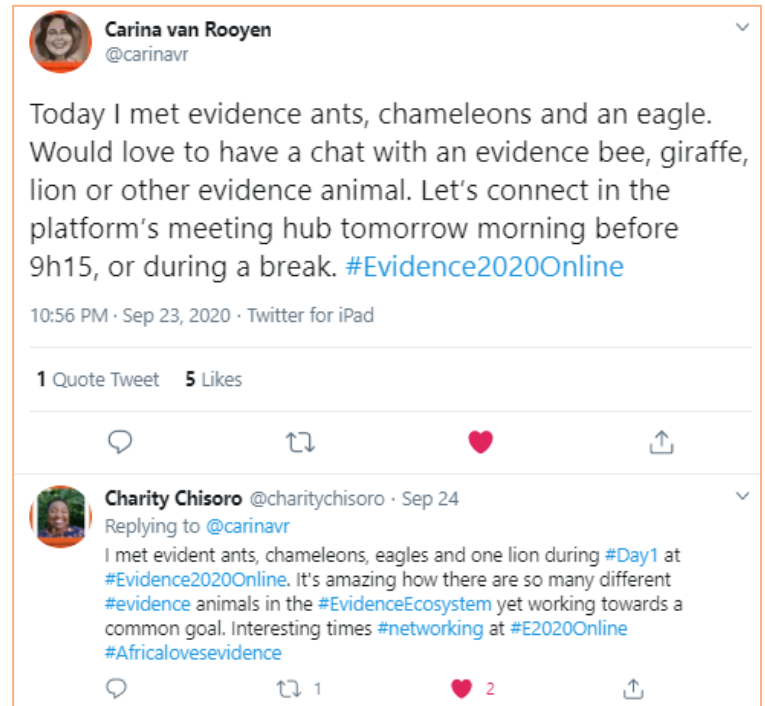 Carina van Rooyen
@carinavr
Today I met evidence ants, chameleons and an eagle.
Would love to have a chat with an evidence bee, giraffe,
lion or other evidence animal. Let's connect in the
platform's meeting hub tomorrow morning before
9h15, or during a break. #Evidence2020Online
10:56 PM · Sep 23, 2020 · Twitter for iPad
1 Quote Tweet 5 Likes
Charity Chisoro @charitychisoro · Sep 24
Replying to @carinavr
I met evident ants, chameleons, eagles and one lion during #Day1 at
#Evidence2020Online. It's amazing how there are so many different
#evidence animals in the #EvidenceEcosystem yet working towards a
common goal. Interesting times #networking at #E2020Online
#Africalovesevidence
1 2